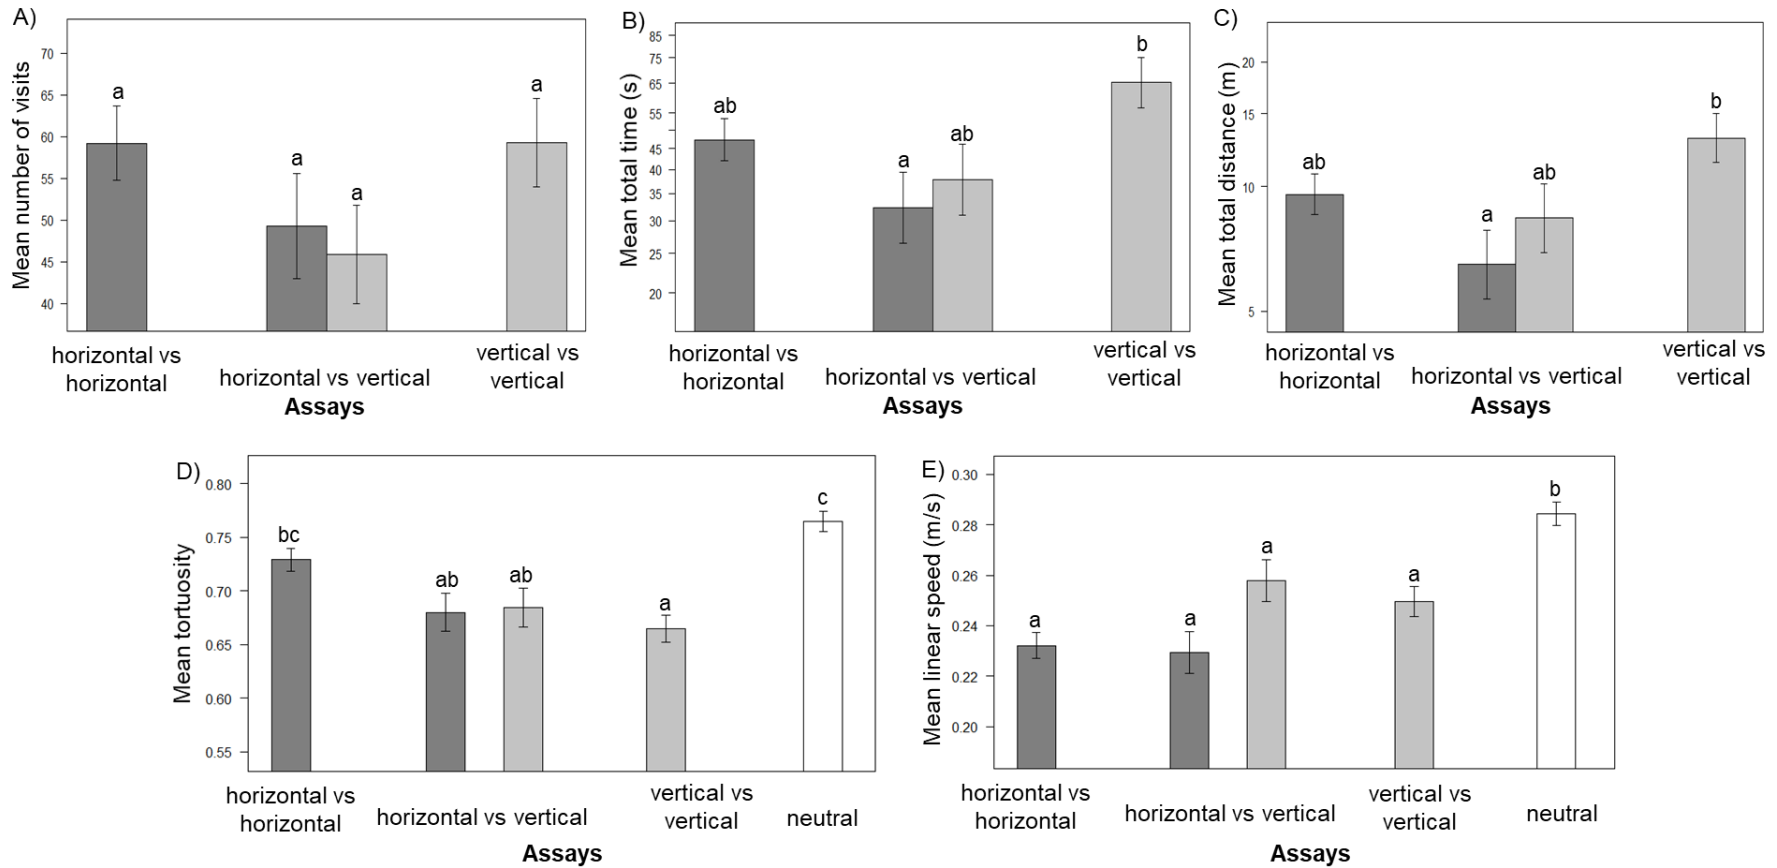 A)
Mean number of visits
70
65
60
55
50
45
40
a
a
a
a
horizontal vs
horizontal
horizontal vs vertical
vertical vs
vertical
Assays
B)
Mean total time (s)
85
75
65
55
45
40
35
30
25
20
ab
a
ab
b
horizontal vs
horizontal
horizontal vs vertical
vertical vs
vertical
Assays
C)
Mean total distance (m)
20
15
10
5
ab
a
ab
b
horizontal vs
horizontal
horizontal vs vertical
vertical vs
vertical
Assays
D)
Mean tortuosity
0.80
0.75
0.70
0.65
0.60
0.55
bc
ab
ab
a
c
horizontal vs
horizontal
horizontal vs vertical
vertical vs
vertical
neutral
Assays
E)
Mean linear speed (m/s)
0.30
0.28
0.26
0.24
0.22
0.20
a
a
a
a
b
horizontal vs
horizontal
horizontal vs vertical
vertical vs
vertical
neutral
Assays